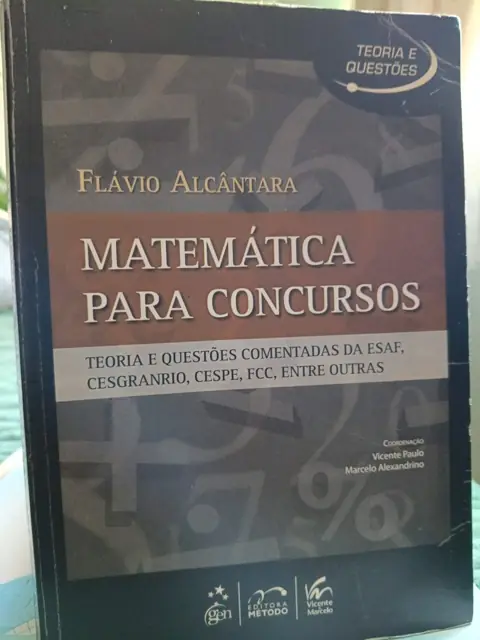 TEORIA E
QUESTÕES
FLÁVIO ALCÂNTARA
MATEMÁTICA
PARA CONCURSOS
TEORIA E QUESTÕES COMENTADAS DA ESAF,
CESGRANRIO, CESPE, FCC, ENTRE OUTRAS
COORDENAÇÃO
Vicente Paulo
Marcelo Alexandrino
gen
EDITORA
MÉTODO
Vicente
Marcelo